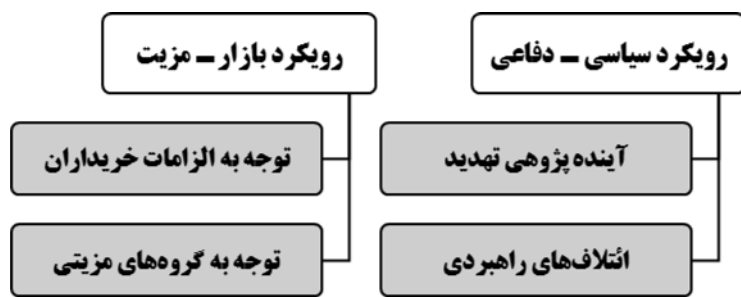 رویکرد سیاسی ـ دفاعی
آینده پژوهی تهدید
ائتلاف‌های راهبردی
رویکرد بازار ـ مزیت
توجه به الزامات خریداران
توجه به گروه‌های مزیتی